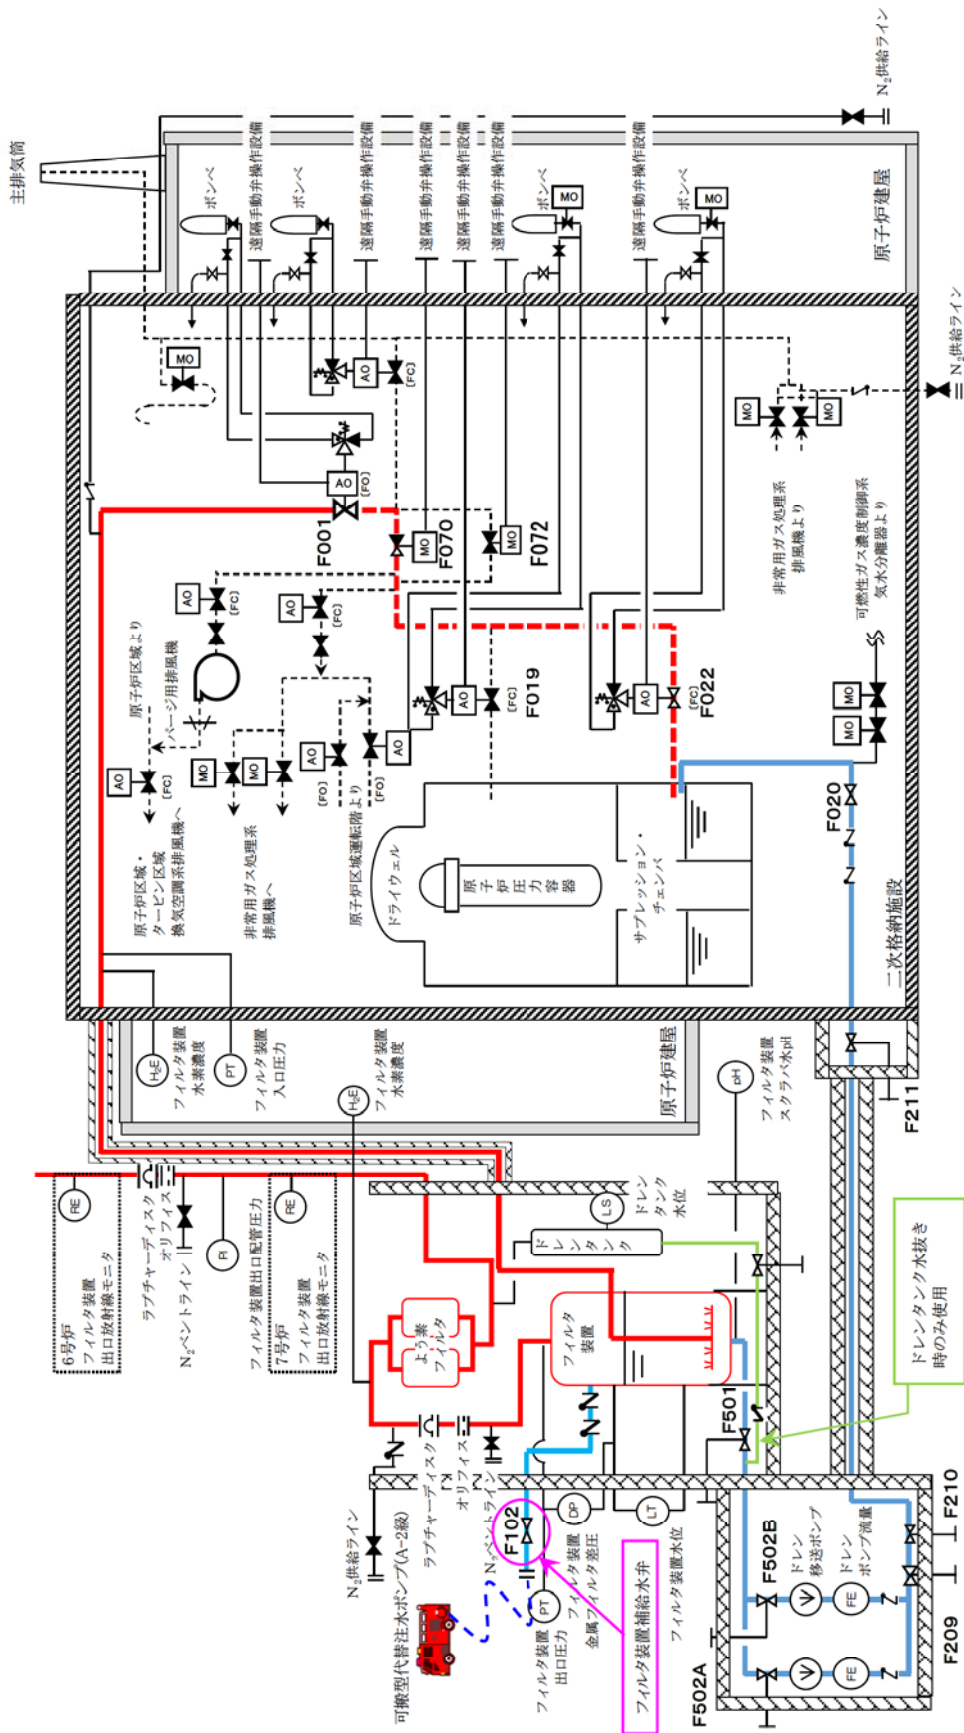 主排気筒
N₂供給ライン
ボンベ
遠隔手動弁操作設備
ボンベ
遠隔手動弁操作設備
遠隔手動弁操作設備
遠隔手動弁操作設備
遠隔手動弁操作設備
ボンベ
MO
遠隔手動弁操作設備
ボンベ
MO
原子炉建屋
N₂供給ライン
MO
AO
[FC]
AO
[FO]
F001
MO
F070
MO
F072
AO
[FC]
F019
AO
[FC]
F022
MO
MO
非常用ガス処理系
排風機より
可燃性ガス濃度制御系
気水分離器より
MO
MO
F020
原子炉区域より
パージ用排風機
AO
[FC]
AO
[FC]
AO
[FC]
原子炉区域・
タービン区域
換気空調系排風機へ
MO
MO
非常用ガス処理系
排風機へ
AO
[FO]
AO
[FC]
原子炉区域運転階より
ドライウェル
原子炉圧力容器
サプレッション・
チェンバ
二次格納施設
H₂E
フィルタ装置
水素濃度
PT
フィルタ装置
入口圧力
H₂E
フィルタ装置
水素濃度
原子炉建屋
pH
フィルタ装置
スクラバ水pH
F211
RE
6号炉
フィルタ装置
出口放射線モニタ
ラプチャーディスク
オリフィス
N₂ベントライン
PI
フィルタ装置出口配管圧力
RE
7号炉
フィルタ装置
出口放射線モニタ
よう素
フィルタ
ドレンタンク
LS
ドレン
タンク
水位
フィルタ
装置
F501
ドレンタンク水抜き
時のみ使用
N₂供給ライン
ラプチャーディスク
オリフィス
N₂ベントライン
可搬型代替注水ポンプ(A-2級)
F102
PT
フィルタ装置
出口圧力
DP
フィルタ装置
金属フィルタ差圧
LT
フィルタ装置水位
フィルタ装置補給水弁
F502A
F502B
ドレン
移送ポンプ
FE
FE
ドレン
ポンプ流量
F209
F210